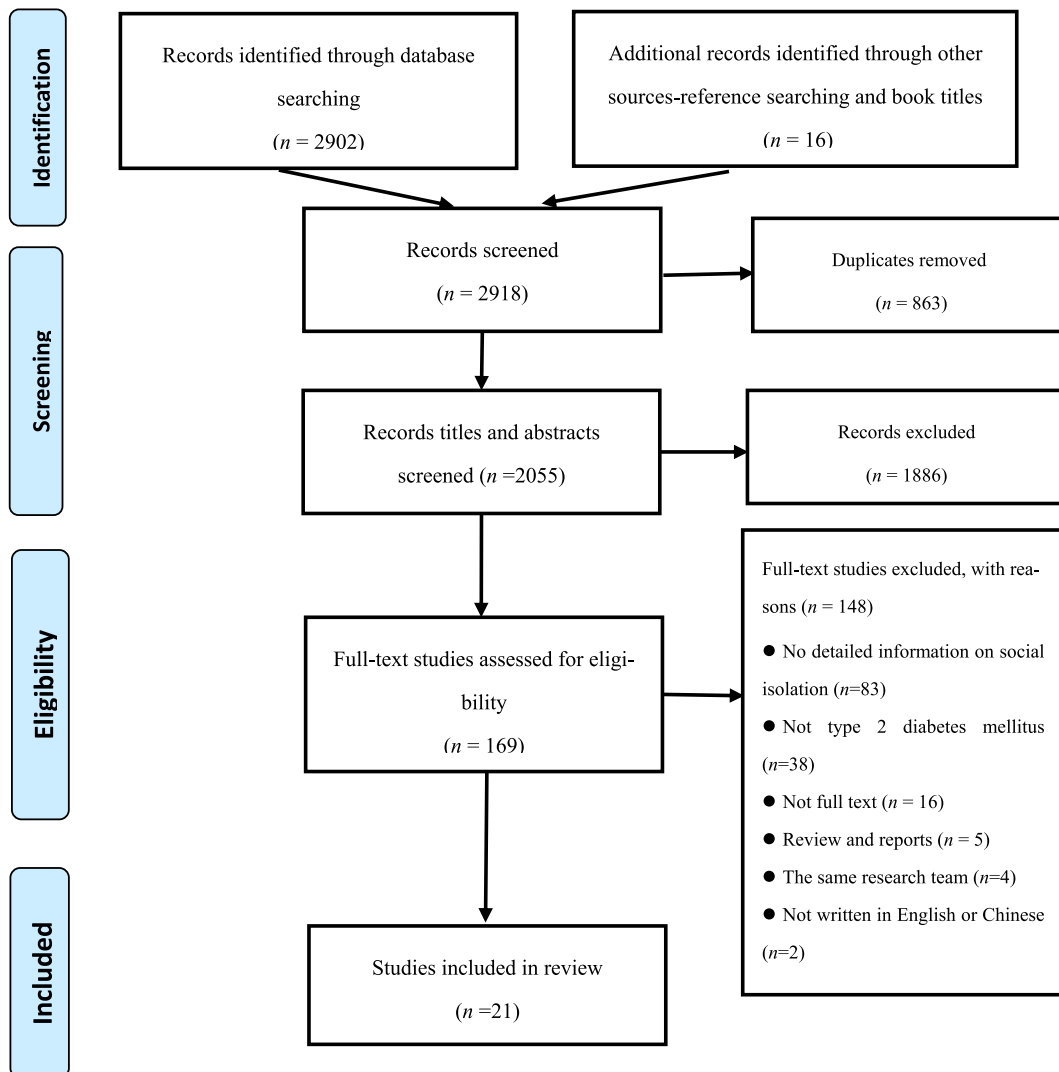 Identification
Records identified through database
searching
(n = 2902)
Additional records identified through other
sources-reference searching and book titles
(n = 16)
Records screened
(n = 2918)
Duplicates removed
(n = 863)
Screening
Records titles and abstracts
screened (n =2055)
Records excluded
(n = 1886)
Eligibility
Full-text studies assessed for eligi-
bility
(n = 169)
Full-text studies excluded, with rea-
sons (n = 148)
● No detailed information on social
isolation (n=83)
● Not type 2 diabetes mellitus
(n=38)
● Not full text (n = 16)
● Review and reports (n = 5)
● The same research team (n=4)
● Not written in English or Chinese
(n=2)
Included
Studies included in review
(n =21)